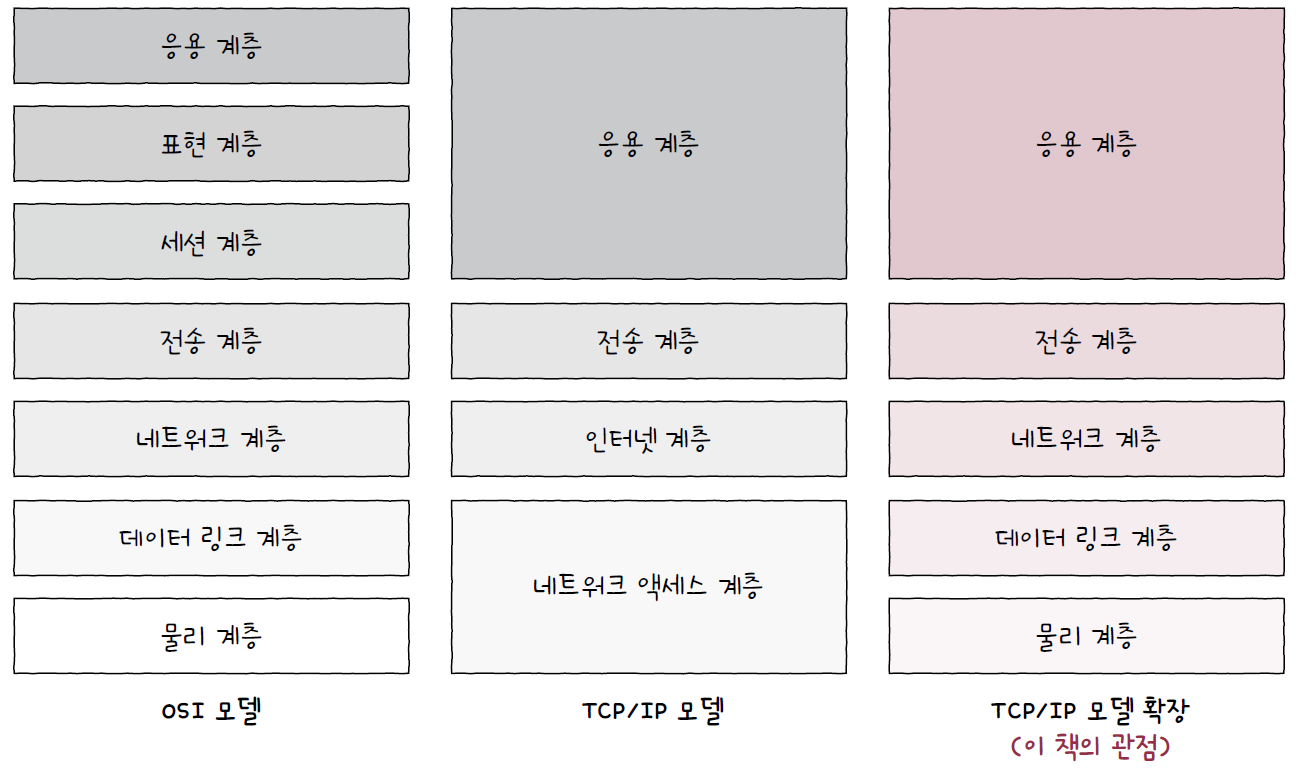 응용 계층
표현 계층
세션 계층
전송 계층
네트워크 계층
데이터 링크 계층
물리 계층
OSI 모델
응용 계층
전송 계층
인터넷 계층
네트워크 액세스 계층
TCP/IP 모델
응용 계층
전송 계층
네트워크 계층
데이터 링크 계층
물리 계층
TCP/IP 모델 확장
(이 책의 관점)